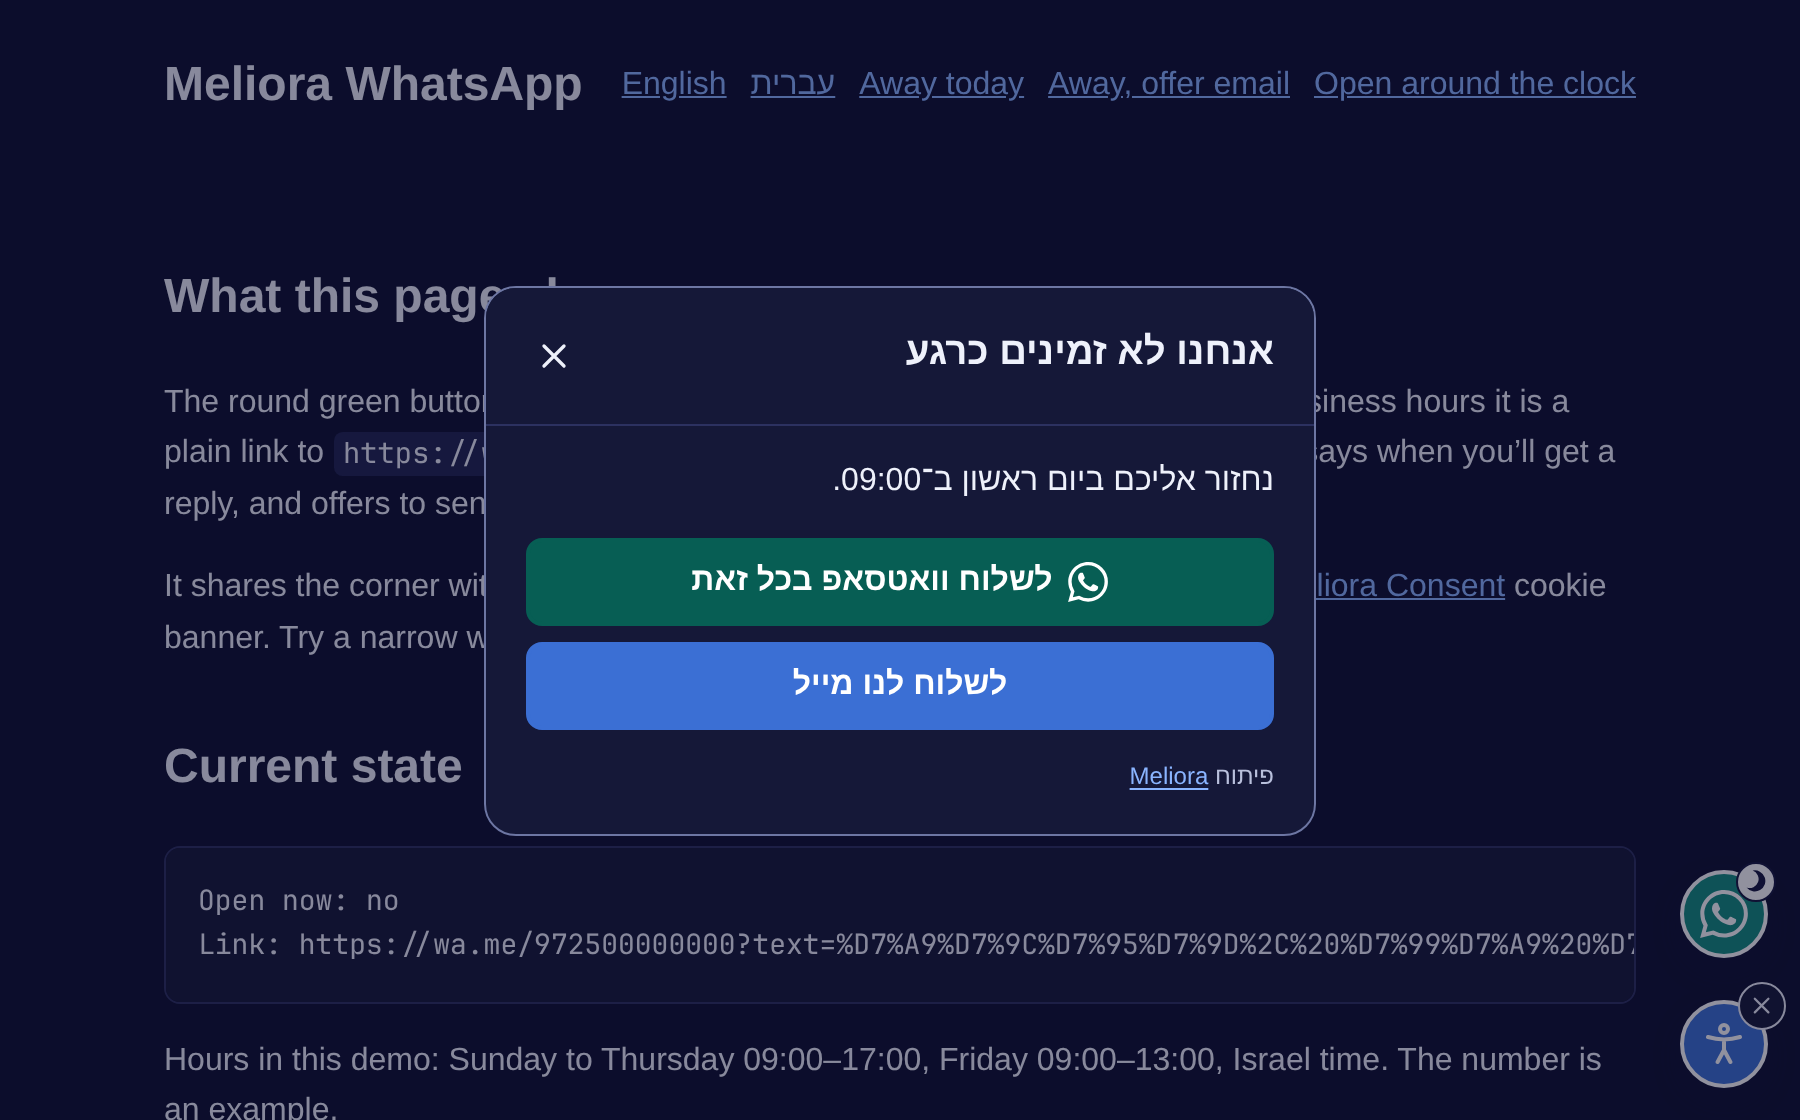 Meliora WhatsApp English עברית Away today Away, offer email Open around the clock
What this page
אנחנו לא זמינים כרגע
The round green button
siness hours it is a
plain link to https://
says when you’ll get a
reply, and offers to
נחזור אליכם ביום ראשון ב־09:00.
לשלוח וואטסאפ בכל זאת
It shares the corner
liora Consent cookie
banner. Try a narrow
לשלוח לנו מייל
פיתוח Meliora
Current state
Open now: no
Link: https://wa.me/972500000000?text=%D7%A9%D7%9C%D7%95%D7%9D%2C%20%D7%99%D7%A9%20%D7
Hours in this demo: Sunday to Thursday 09:00–17:00, Friday 09:00–13:00, Israel time. The number is
an example.